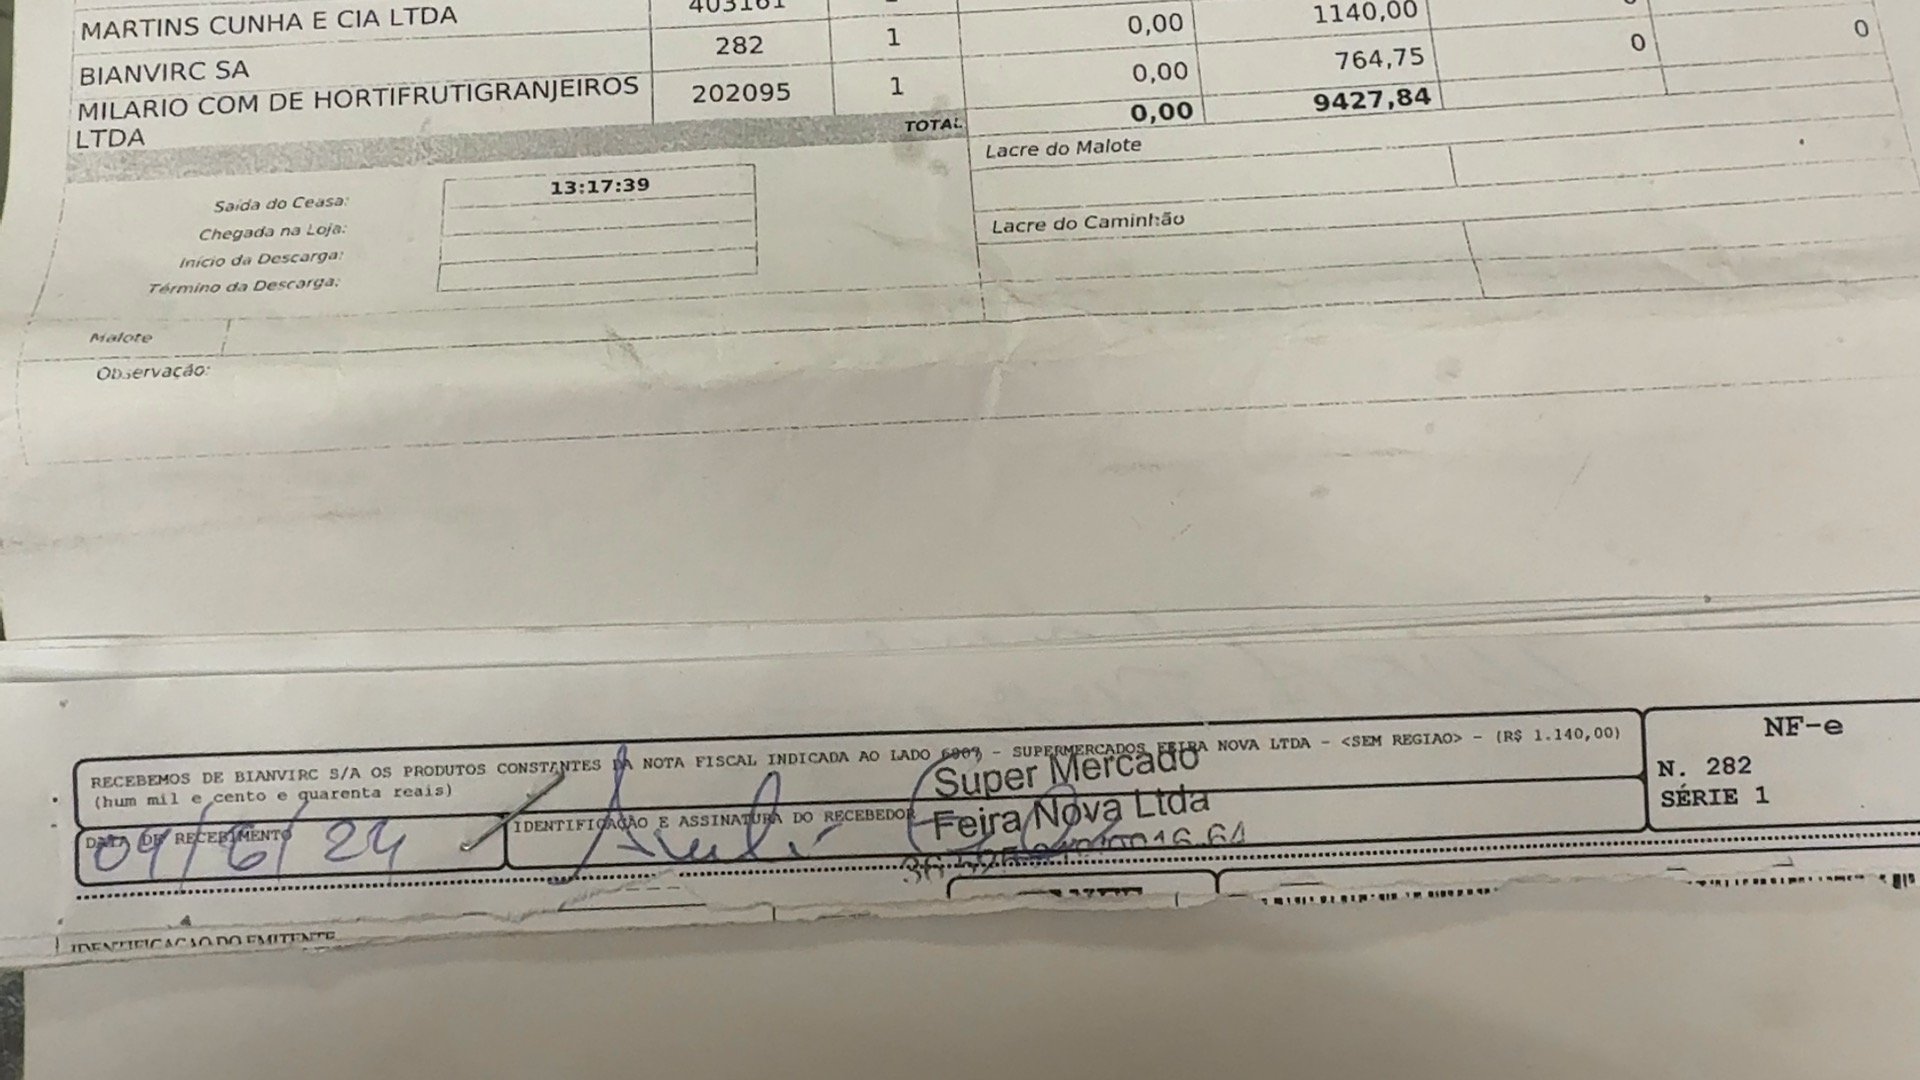 MARTINS CUNHA E CIA LTDA 403161
BIANVIRC SA 282 1 0,00 1140,00
MILARIO COM DE HORTIFRUTIGRANJEIROS LTDA 202095 1 0,00 764,75 0 0
TOTAL 0,00 9427,84
Saída do Ceasa: 13:17:39
Chegada na Loja:
Início da Descarga:
Término da Descarga:
Lacre do Malote
Lacre do Caminhão
Malote
Observação:
RECEBEMOS DE BIANVIRC S/A OS PRODUTOS CONSTANTES DA NOTA FISCAL INDICADA AO LADO - SUPERMERCADOS FEIRA NOVA LTDA - <SEM REGIAO> - (R$ 1.140,00)
(hum mil e cento e quarenta reais)
DATA DE RECEBIMENTO
09/6/24
IDENTIFICAÇÃO E ASSINATURA DO RECEBEDOR
Super Mercado
Feira Nova Ltda
NF-e
N. 282
SÉRIE 1
IDENTIFICAÇÃO DO EMITENTE